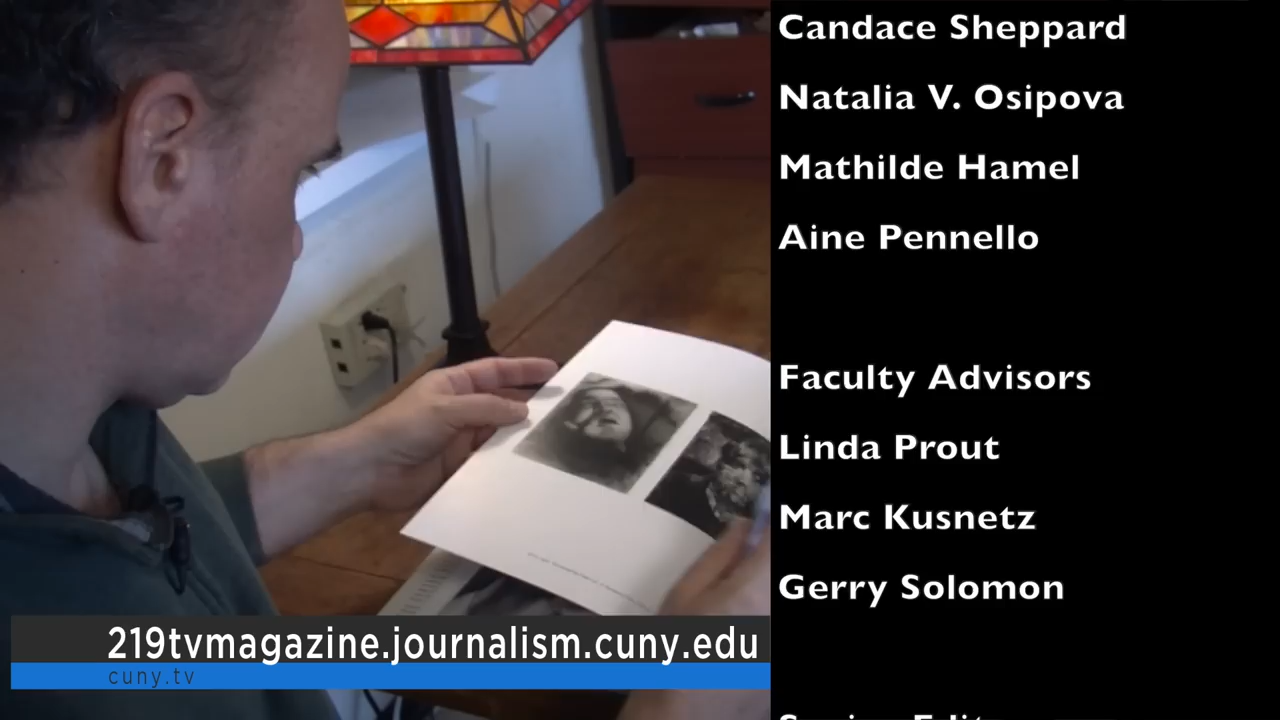 Candace Sheppard
Natalia V. Osipova
Mathilde Hamel
Aine Pennello
Faculty Advisors
Linda Prout
Marc Kusnetz
Gerry Solomon
219tvmagazine.journalism.cuny.edu
cuny.tv